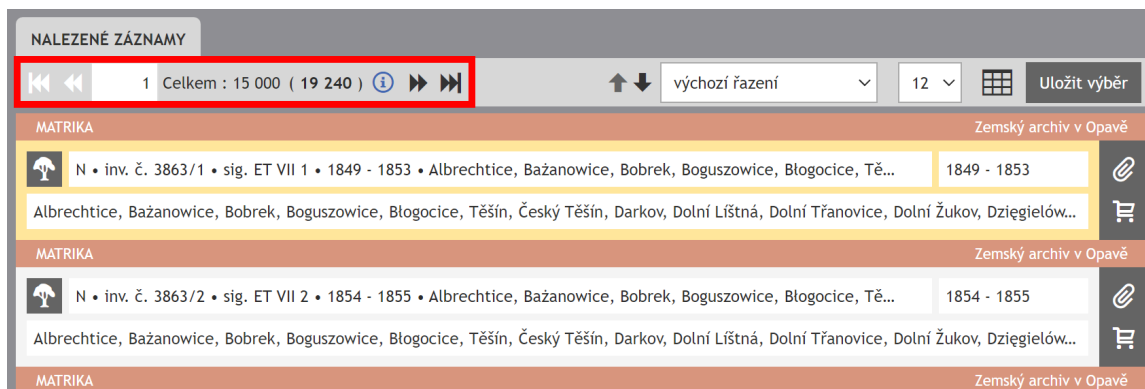 NALEZENÉ ZÁZNAMY
1 Celkem : 15 000 ( 19 240 ) i výchozí řazení 12 Uložit výběr
MATRIKA Zemský archiv v Opavě
N • inv. č. 3863/1 • sig. ET VII 1 • 1849 - 1853 • Albrechtice, Bażanowice, Bobrek, Boguszowice, Błogocice, Tě... 1849 - 1853
Albrechtice, Bażanowice, Bobrek, Boguszowice, Błogocice, Těšín, Český Těšín, Darkov, Dolní Líštná, Dolní Třanovice, Dolní Žukov, Dzięgielów...
MATRIKA Zemský archiv v Opavě
N • inv. č. 3863/2 • sig. ET VII 2 • 1854 - 1855 • Albrechtice, Bażanowice, Bobrek, Boguszowice, Błogocice, Tě... 1854 - 1855
Albrechtice, Bażanowice, Bobrek, Boguszowice, Błogocice, Těšín, Český Těšín, Darkov, Dolní Líštná, Dolní Třanovice, Dolní Žukov, Dzięgielów...
MATRIKA Zemský archiv v Opavě